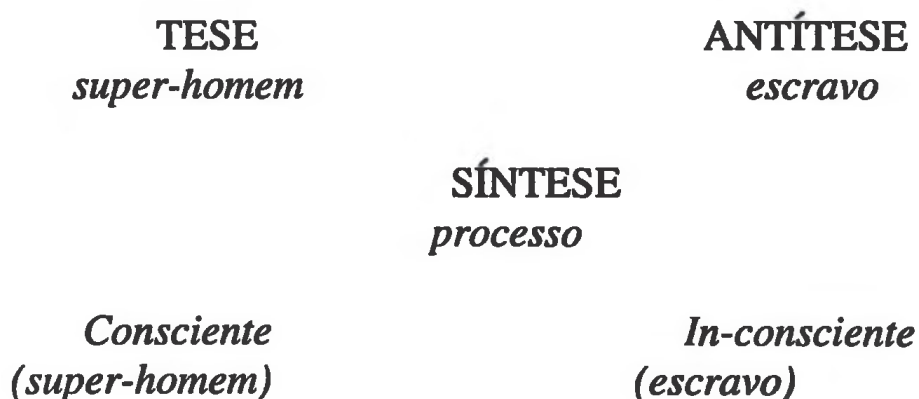 TESE ANTÍTESE
super-homem escravo
SÍNTESE
processo
Consciente In-consciente
(super-homem) (escravo)